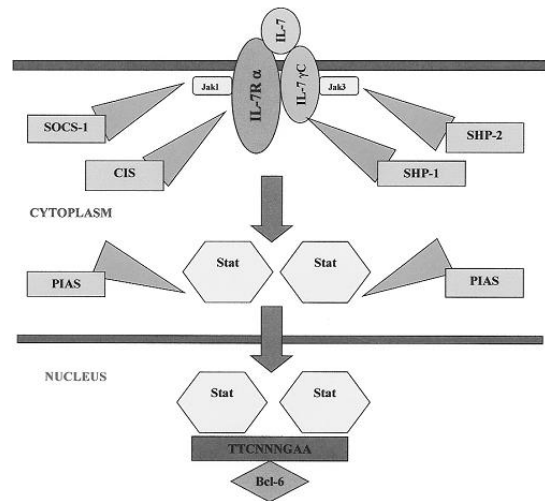 IL-7
Jak1
IL-7R α
IL-7 γC
Jak3
SOCS-1
SHP-2
CIS
SHP-1
CYTOPLASM
Stat
Stat
PIAS
PIAS
NUCLEUS
Stat
Stat
TTCNNNGAA
Bcl-6